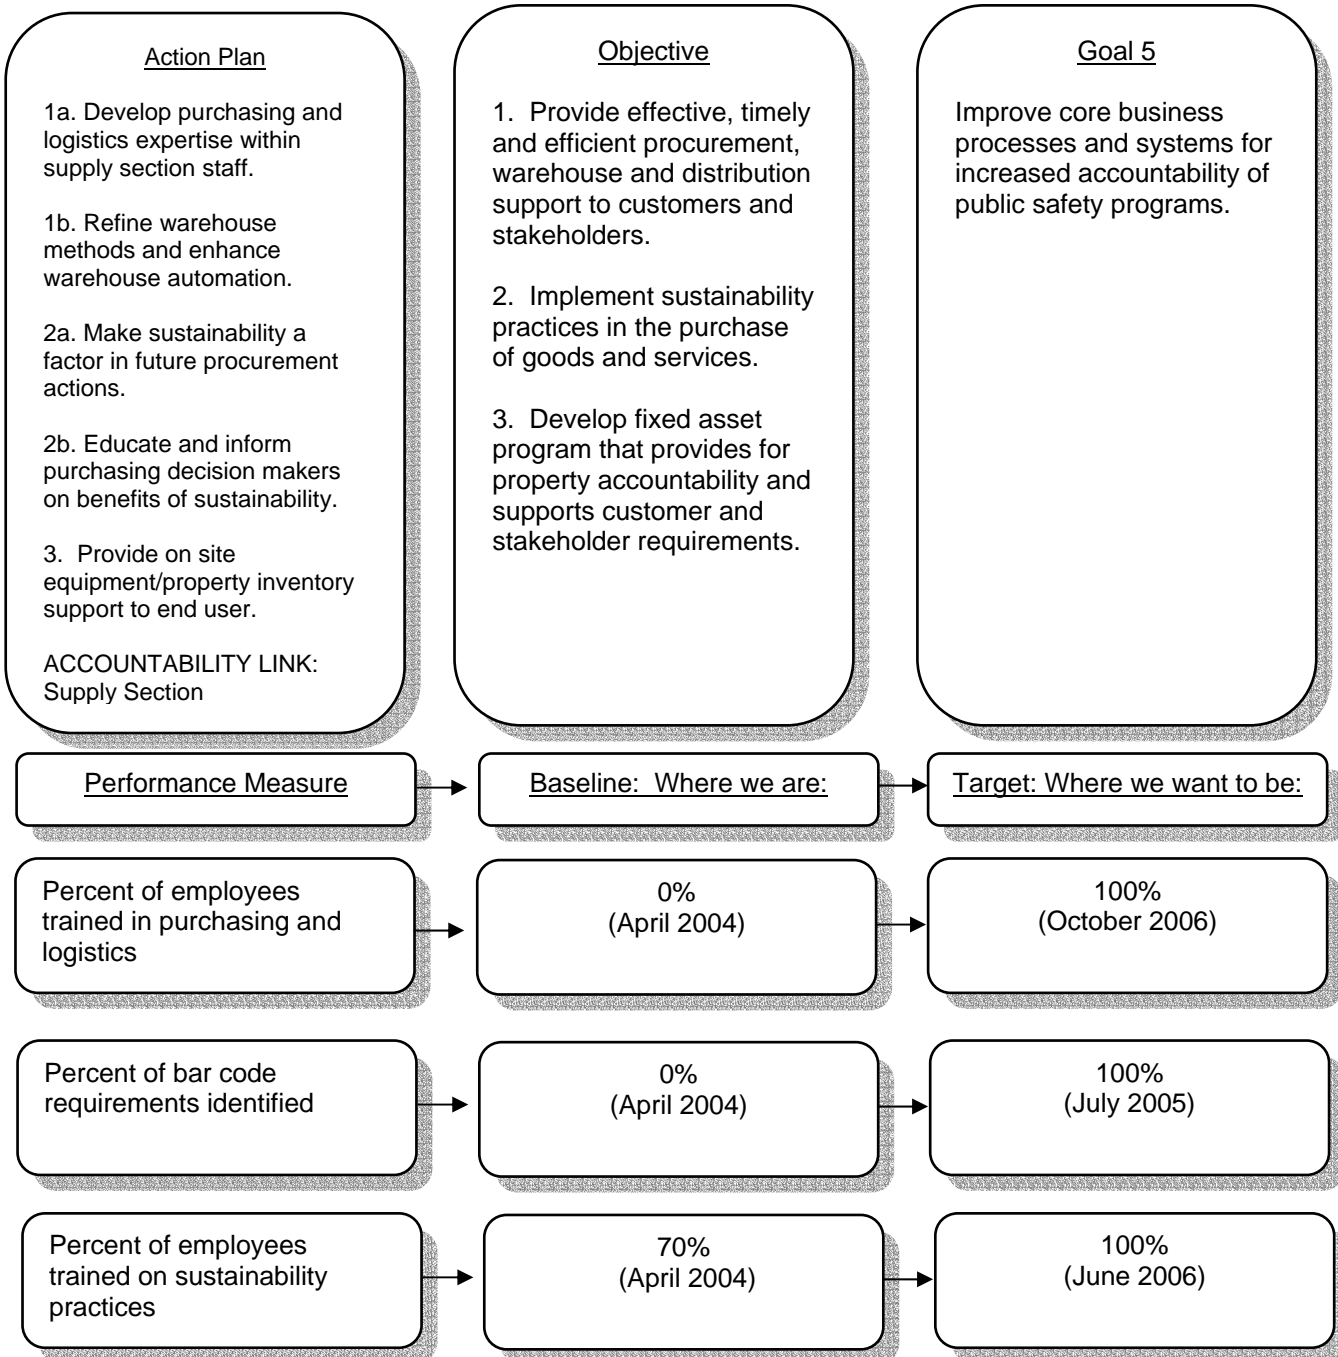 Action Plan
1a. Develop purchasing and
logistics expertise within
supply section staff.
1b. Refine warehouse
methods and enhance
warehouse automation.
2a. Make sustainability a
factor in future procurement
actions.
2b. Educate and inform
purchasing decision makers
on benefits of sustainability.
3. Provide on site
equipment/property inventory
support to end user.
ACCOUNTABILITY LINK:
Supply Section
Objective
1. Provide effective, timely
and efficient procurement,
warehouse and distribution
support to customers and
stakeholders.
2. Implement sustainability
practices in the purchase
of goods and services.
3. Develop fixed asset
program that provides for
property accountability and
supports customer and
stakeholder requirements.
Goal 5
Improve core business
processes and systems for
increased accountability of
public safety programs.
Performance Measure
Baseline: Where we are:
Target: Where we want to be:
Percent of employees
trained in purchasing and
logistics
0%
(April 2004)
100%
(October 2006)
Percent of bar code
requirements identified
0%
(April 2004)
100%
(July 2005)
Percent of employees
trained on sustainability
practices
70%
(April 2004)
100%
(June 2006)